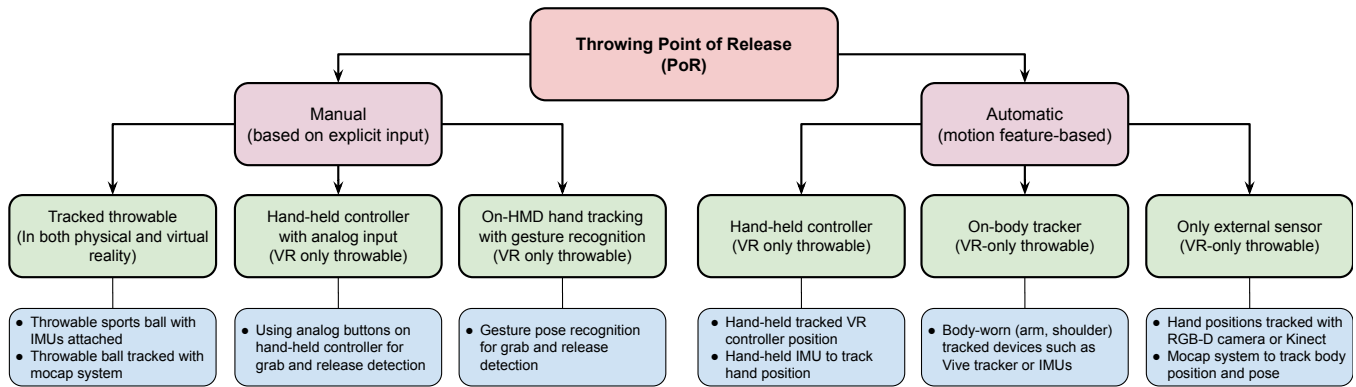 Throwing Point of Release
(PoR)
Manual
(based on explicit input)
Automatic
(motion feature-based)
Tracked throwable
(In both physical and virtual
reality)
Hand-held controller
with analog input
(VR only throwable)
On-HMD hand tracking
with gesture recognition
(VR only throwable)
Hand-held controller
(VR only throwable)
On-body tracker
(VR-only throwable)
Only external sensor
(VR-only throwable)
● Throwable sports ball with
IMUs attached
● Throwable ball tracked with
mocap system
● Using analog buttons on
hand-held controller for
grab and release detection
● Gesture pose recognition
for grab and release
detection
● Hand-held tracked VR
controller position
● Hand-held IMU to track
hand position
● Body-worn (arm, shoulder)
tracked devices such as
Vive tracker or IMUs
● Hand positions tracked with
RGB-D camera or Kinect
● Mocap system to track body
position and pose